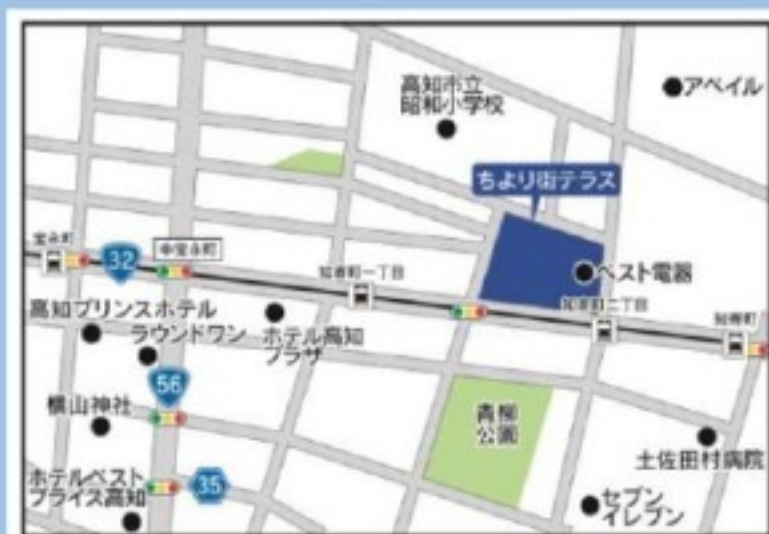 高知市立
昭和小学校
アベイル
ちより街テラス
宝永町
32
中宝永町
知寄町一丁目
ベスト電器
知寄町二丁目
知寄町
高知プリンスホテル
ラウンドワン
ホテル高知
プラザ
56
横山神社
青柳
公園
土佐田村病院
ホテルベスト
プライス高知
35
セブン
イレブン